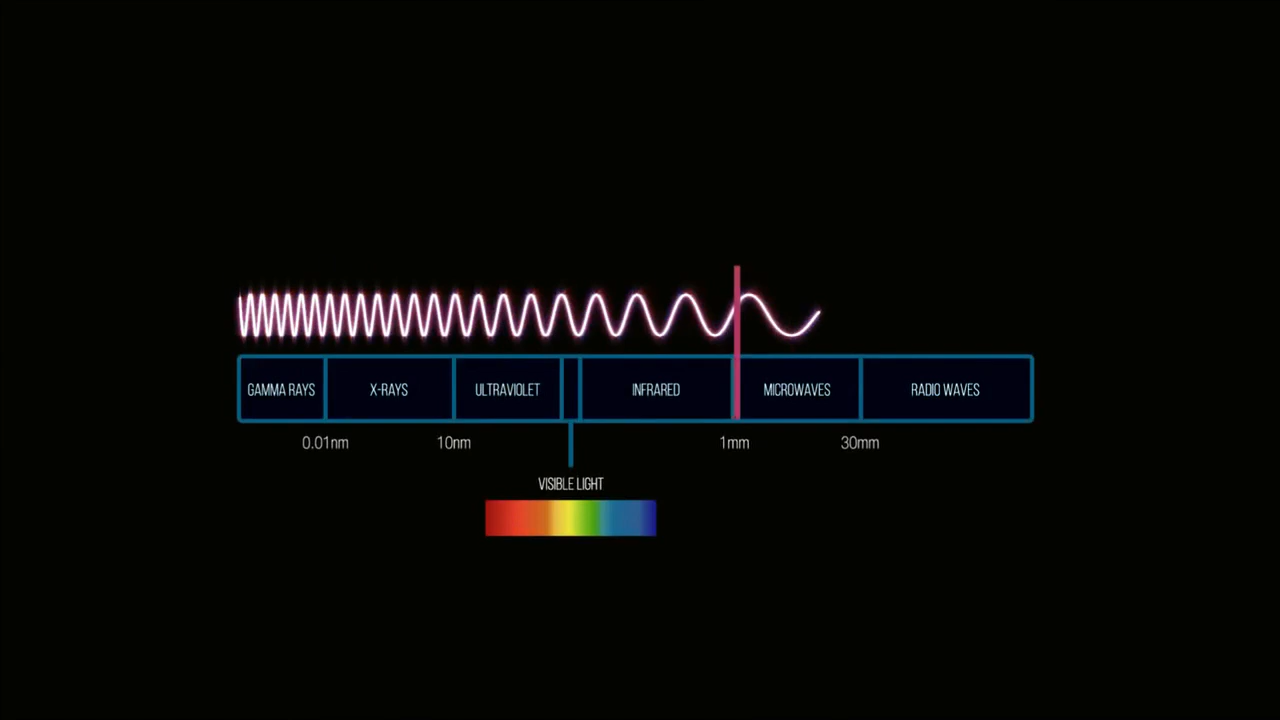 GAMMA RAYS
X-RAYS
ULTRAVIOLET
INFRARED
MICROWAVES
RADIO WAVES
0.01nm
10nm
1mm
30mm
VISIBLE LIGHT